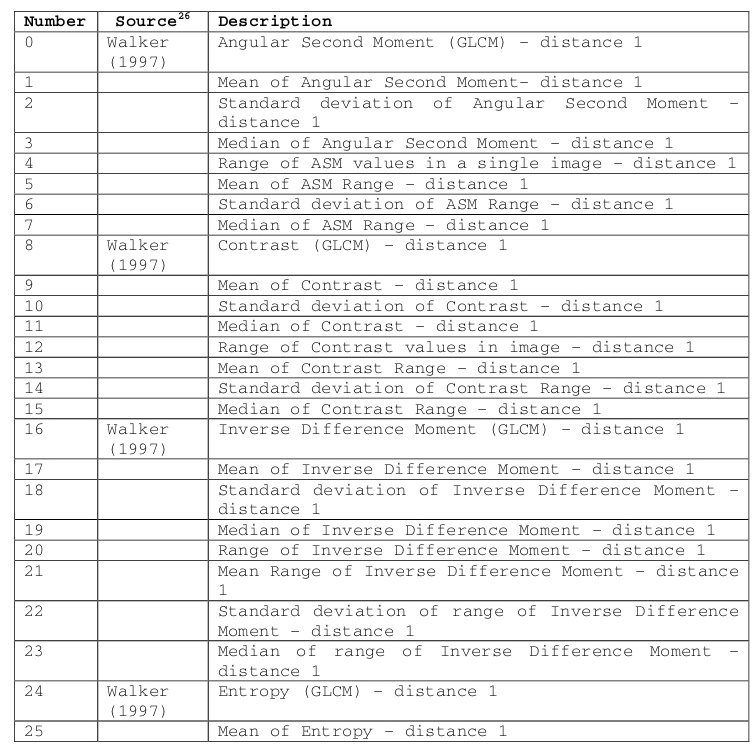 Number Source26 Description
0 Walker Angular Second Moment (GLCM) – distance 1
(1997)
1 Mean of Angular Second Moment– distance 1
2 Standard deviation of Angular Second Moment –
distance 1
3 Median of Angular Second Moment – distance 1
4 Range of ASM values in a single image – distance 1
5 Mean of ASM Range – distance 1
6 Standard deviation of ASM Range – distance 1
7 Median of ASM Range – distance 1
8 Walker Contrast (GLCM) – distance 1
(1997)
9 Mean of Contrast – distance 1
10 Standard deviation of Contrast – distance 1
11 Median of Contrast – distance 1
12 Range of Contrast values in image – distance 1
13 Mean of Contrast Range – distance 1
14 Standard deviation of Contrast Range – distance 1
15 Median of Contrast Range – distance 1
16 Walker Inverse Difference Moment (GLCM) – distance 1
(1997)
17 Mean of Inverse Difference Moment – distance 1
18 Standard deviation of Inverse Difference Moment –
distance 1
19 Median of Inverse Difference Moment – distance 1
20 Range of Inverse Difference Moment – distance 1
21 Mean Range of Inverse Difference Moment – distance
1
22 Standard deviation of range of Inverse Difference
Moment – distance 1
23 Median of range of Inverse Difference Moment –
distance 1
24 Walker Entropy (GLCM) – distance 1
(1997)
25 Mean of Entropy – distance 1